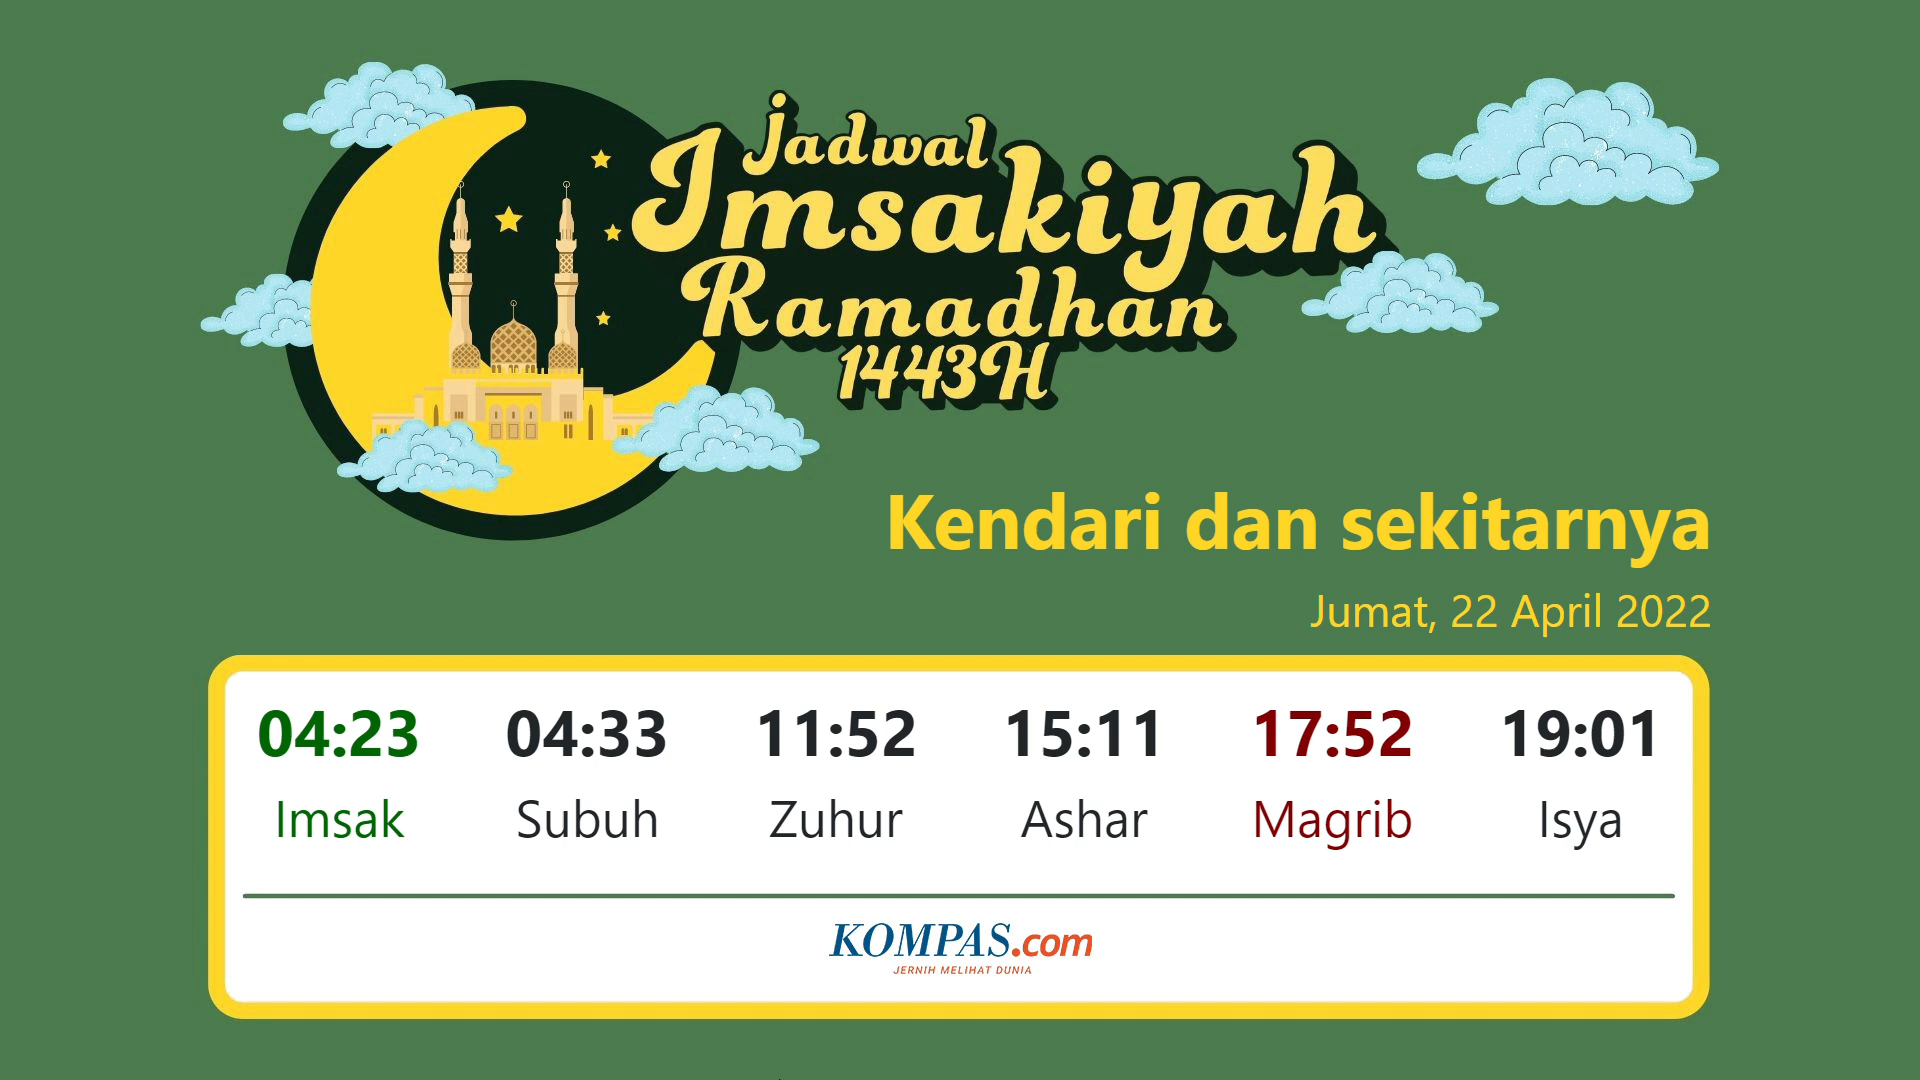 Jadwal
Imsakiyah
Ramadhan
1443H
Kendari dan sekitarnya
Jumat, 22 April 2022
04:23 04:33 11:52 15:11 17:52 19:01
Imsak Subuh Zuhur Ashar Magrib Isya
KOMPAS.com
JERNIH MELIHAT DUNIA